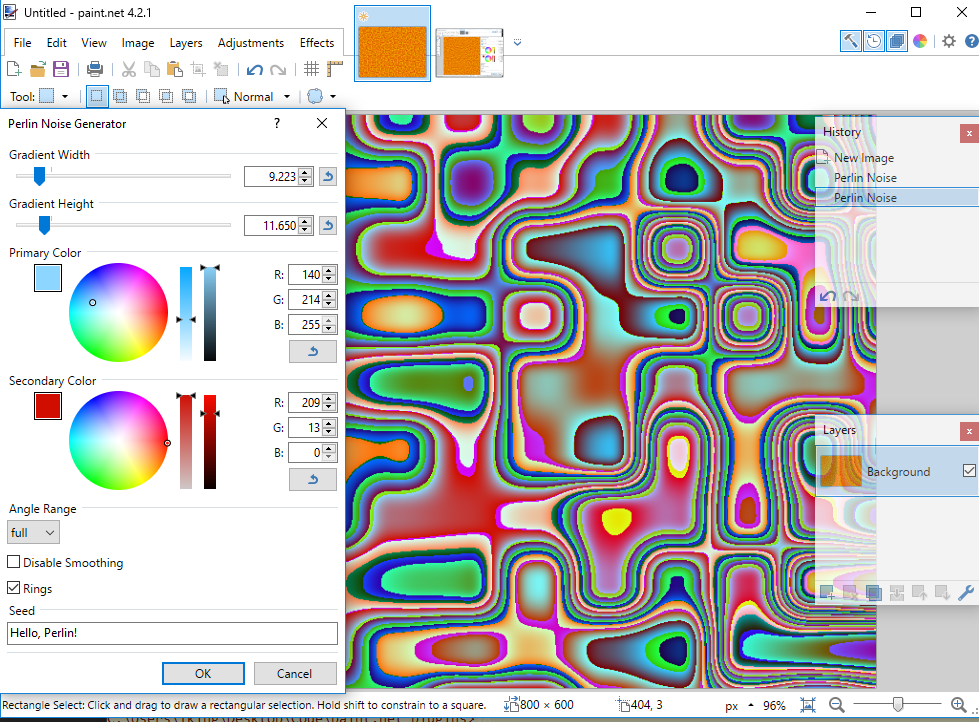 Untitled - paint.net 4.2.1
File Edit View Image Layers Adjustments Effects
Tool: Normal
Perlin Noise Generator ?
Gradient Width
9.223
Gradient Height
11.650
Primary Color
R: 140
G: 214
B: 255
Secondary Color
R: 209
G: 13
B: 0
Angle Range
full
Disable Smoothing
Rings
Seed
Hello, Perlin!
OK Cancel
History
New Image
Perlin Noise
Perlin Noise
Layers
Background
Rectangle Select: Click and drag to draw a rectangular selection. Hold shift to constrain to a square. 800 × 600 404, 3 px 96%